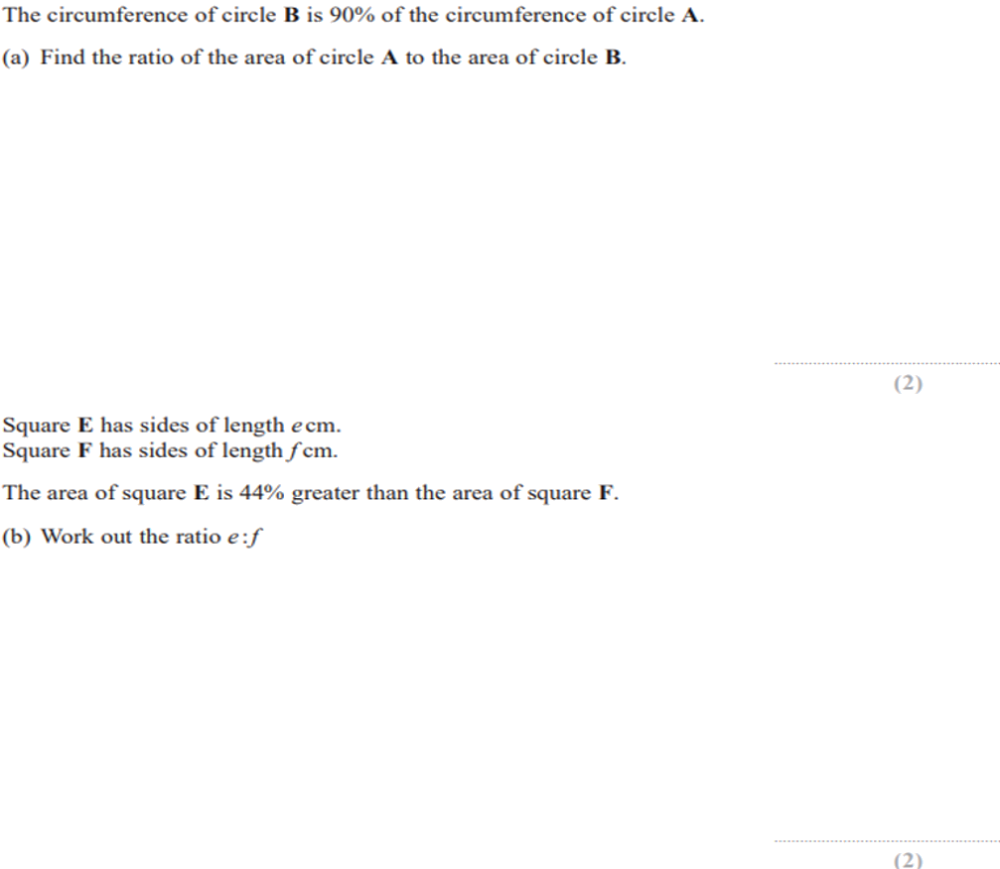 The circumference of circle B is 90% of the circumference of circle A.
(a) Find the ratio of the area of circle A to the area of circle B.
(2)
Square E has sides of length e cm.
Square F has sides of length f cm.
The area of square E is 44% greater than the area of square F.
(b) Work out the ratio e:f
(2)